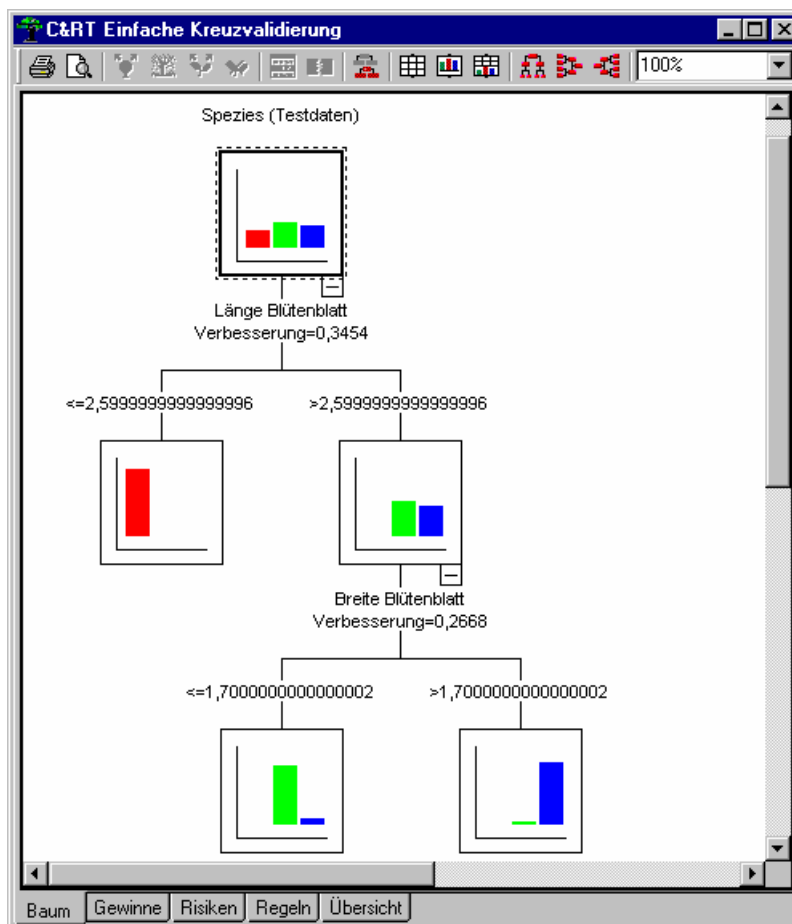 C&RT Einfache Kreuzvalidierung
100%
Spezies (Testdaten)
Länge Blütenblatt
Verbesserung=0,3454
<=2,5999999999999996 >2,5999999999999996
Breite Blütenblatt
Verbesserung=0,2668
<=1,7000000000000002 >1,7000000000000002
Baum Gewinne Risiken Regeln Übersicht